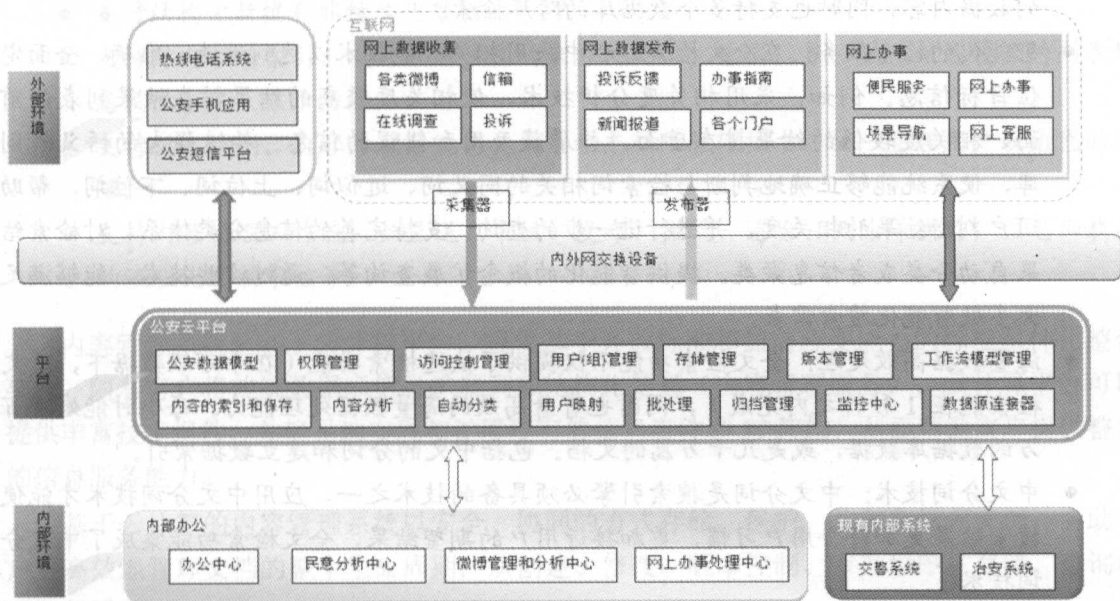 外部环境
热线电话系统
公安手机应用
公安短信平台
互联网
网上数据收集
各类微博
信箱
在线调查
投诉
网上数据发布
投诉反馈
办事指南
新闻报道
各个门户
网上办事
便民服务
网上办事
场景导航
网上客服
采集器
发布器
内外网交换设备
平台
公安云平台
公安数据模型
权限管理
访问控制管理
用户(组)管理
存储管理
版本管理
工作流模型管理
内容的索引和保存
内容分析
自动分类
用户映射
批处理
归档管理
监控中心
数据源连接器
内部环境
内部办公
办公中心
民意分析中心
微博管理和分析中心
网上办事处理中心
现有内部系统
交警系统
治安系统